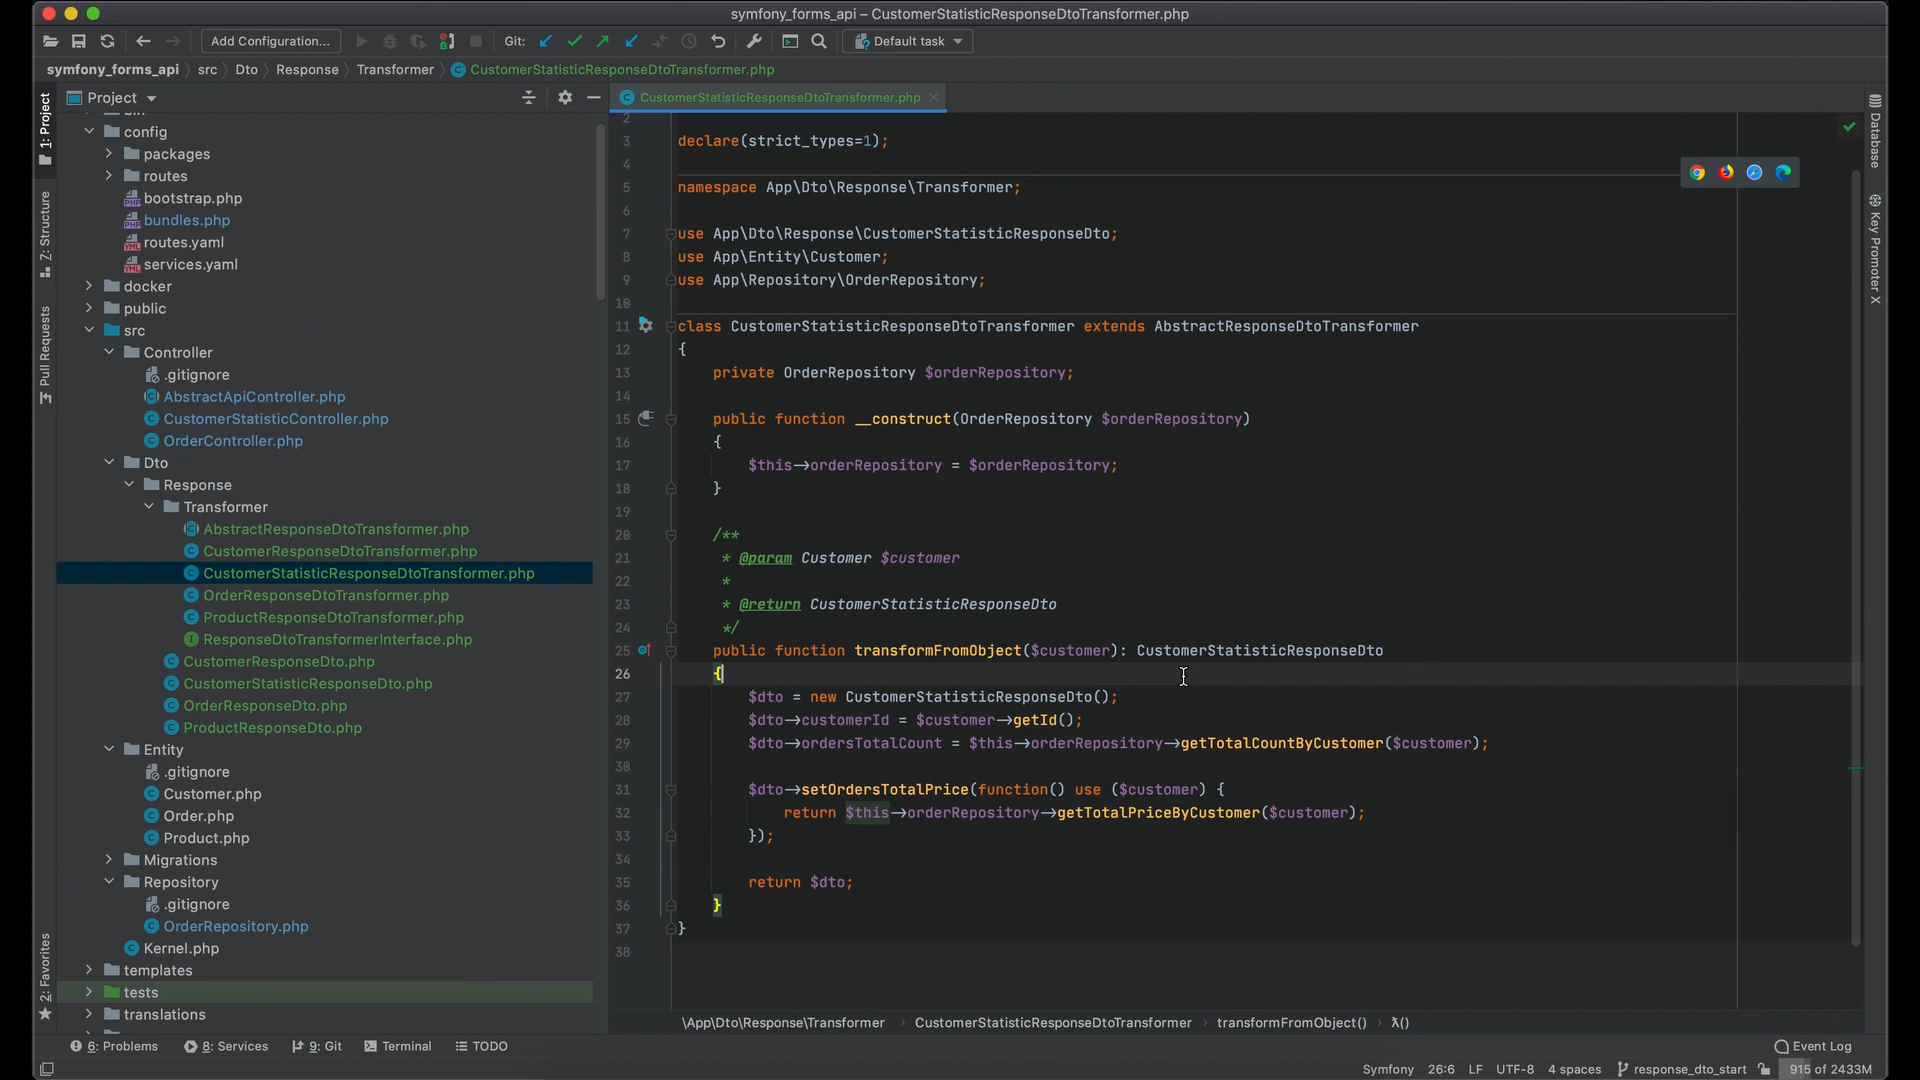 symfony_forms_api – CustomerStatisticResponseDtoTransformer.php
Add Configuration...
Git:
Default task
symfony_forms_api
src
Dto
Response
Transformer
CustomerStatisticResponseDtoTransformer.php
1: Project
Z: Structure
Pull Requests
2: Favorites
Project
config
packages
routes
bootstrap.php
bundles.php
routes.yaml
services.yaml
docker
public
src
Controller
.gitignore
AbstractApiController.php
CustomerStatisticController.php
OrderController.php
Dto
Response
Transformer
AbstractResponseDtoTransformer.php
CustomerResponseDtoTransformer.php
CustomerStatisticResponseDtoTransformer.php
OrderResponseDtoTransformer.php
ProductResponseDtoTransformer.php
ResponseDtoTransformerInterface.php
CustomerResponseDto.php
CustomerStatisticResponseDto.php
OrderResponseDto.php
ProductResponseDto.php
Entity
.gitignore
Customer.php
Order.php
Product.php
Migrations
Repository
.gitignore
OrderRepository.php
Kernel.php
templates
tests
translations
CustomerStatisticResponseDtoTransformer.php
2
3 declare(strict_types=1);
4
5 namespace App\Dto\Response\Transformer;
6
7 use App\Dto\Response\CustomerStatisticResponseDto;
8 use App\Entity\Customer;
9 use App\Repository\OrderRepository;
10
11 class CustomerStatisticResponseDtoTransformer extends AbstractResponseDtoTransformer
12 {
13 private OrderRepository $orderRepository;
14
15 public function __construct(OrderRepository $orderRepository)
16 {
17 $this→orderRepository = $orderRepository;
18 }
19
20 /**
21 * @param Customer $customer
22 *
23 * @return CustomerStatisticResponseDto
24 */
25 public function transformFromObject($customer): CustomerStatisticResponseDto
26 {
27 $dto = new CustomerStatisticResponseDto();
28 $dto→customerId = $customer→getId();
29 $dto→ordersTotalCount = $this→orderRepository→getTotalCountByCustomer($customer);
30
31 $dto→setOrdersTotalPrice(function() use ($customer) {
32 return $this→orderRepository→getTotalPriceByCustomer($customer);
33 });
34
35 return $dto;
36 }
37 }
38
\App\Dto\Response\Transformer
CustomerStatisticResponseDtoTransformer
transformFromObject()
λ()
Database
Key Promoter X
6: Problems
8: Services
9: Git
Terminal
TODO
Event Log
Symfony
26:6
LF
UTF-8
4 spaces
response_dto_start
915 of 2433M